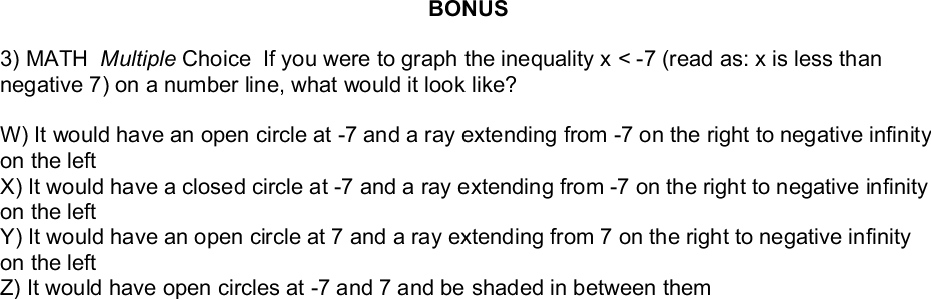 BONUS
3) MATH Multiple Choice If you were to graph the inequality x < -7 (read as: x is less than
negative 7) on a number line, what would it look like?
W) It would have an open circle at -7 and a ray extending from -7 on the right to negative infinity
on the left
X) It would have a closed circle at -7 and a ray extending from -7 on the right to negative infinity
on the left
Y) It would have an open circle at 7 and a ray extending from 7 on the right to negative infinity
on the left
Z) It would have open circles at -7 and 7 and be shaded in between them